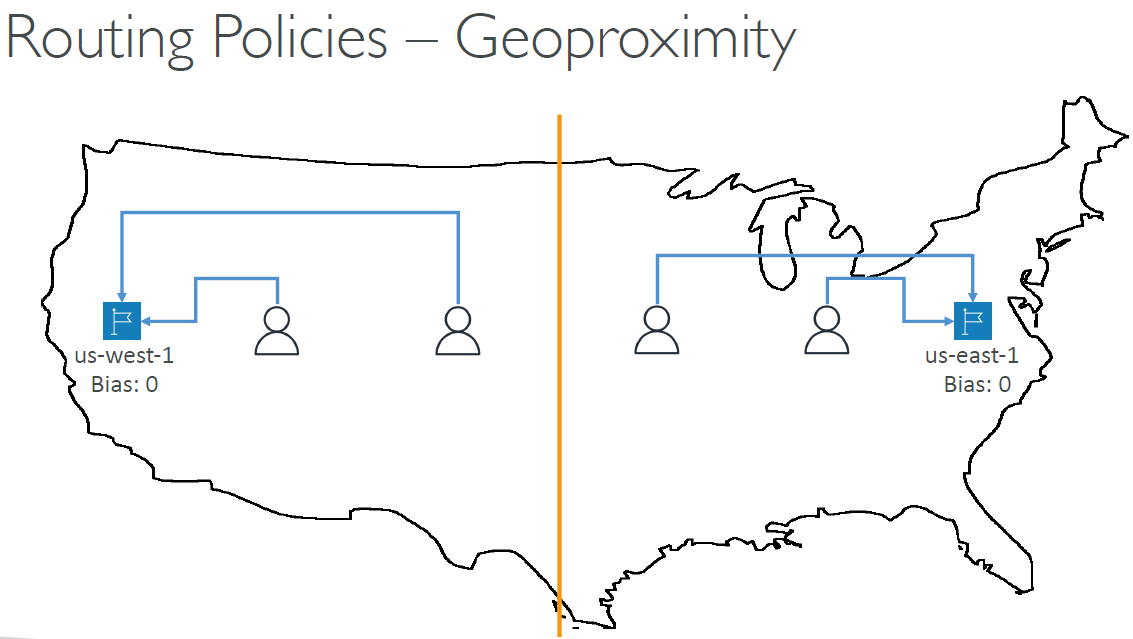 Routing Policies – Geoproximity
us-west-1
Bias: 0
us-east-1
Bias: 0